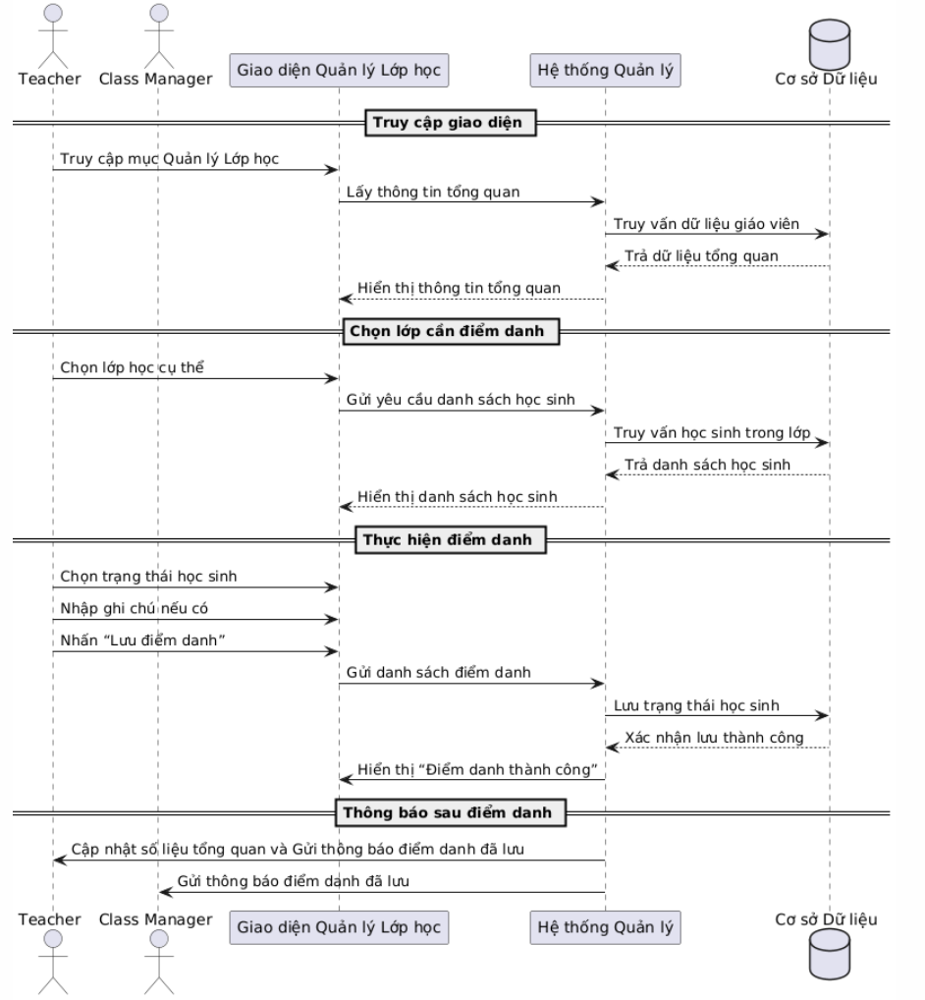 Teacher
Class Manager
Giao diện Quản lý Lớp học
Hệ thống Quản lý
Cơ sở Dữ liệu
Truy cập giao diện
Truy cập mục Quản lý Lớp học
Lấy thông tin tổng quan
Truy vấn dữ liệu giáo viên
Trả dữ liệu tổng quan
Hiển thị thông tin tổng quan
Chọn lớp cần điểm danh
Chọn lớp học cụ thể
Gửi yêu cầu danh sách học sinh
Truy vấn học sinh trong lớp
Trả danh sách học sinh
Hiển thị danh sách học sinh
Thực hiện điểm danh
Chọn trạng thái học sinh
Nhập ghi chú nếu có
Nhấn “Lưu điểm danh”
Gửi danh sách điểm danh
Lưu trạng thái học sinh
Xác nhận lưu thành công
Hiển thị “Điểm danh thành công”
Thông báo sau điểm danh
Cập nhật số liệu tổng quan và Gửi thông báo điểm danh đã lưu
Gửi thông báo điểm danh đã lưu
Teacher
Class Manager
Giao diện Quản lý Lớp học
Hệ thống Quản lý
Cơ sở Dữ liệu